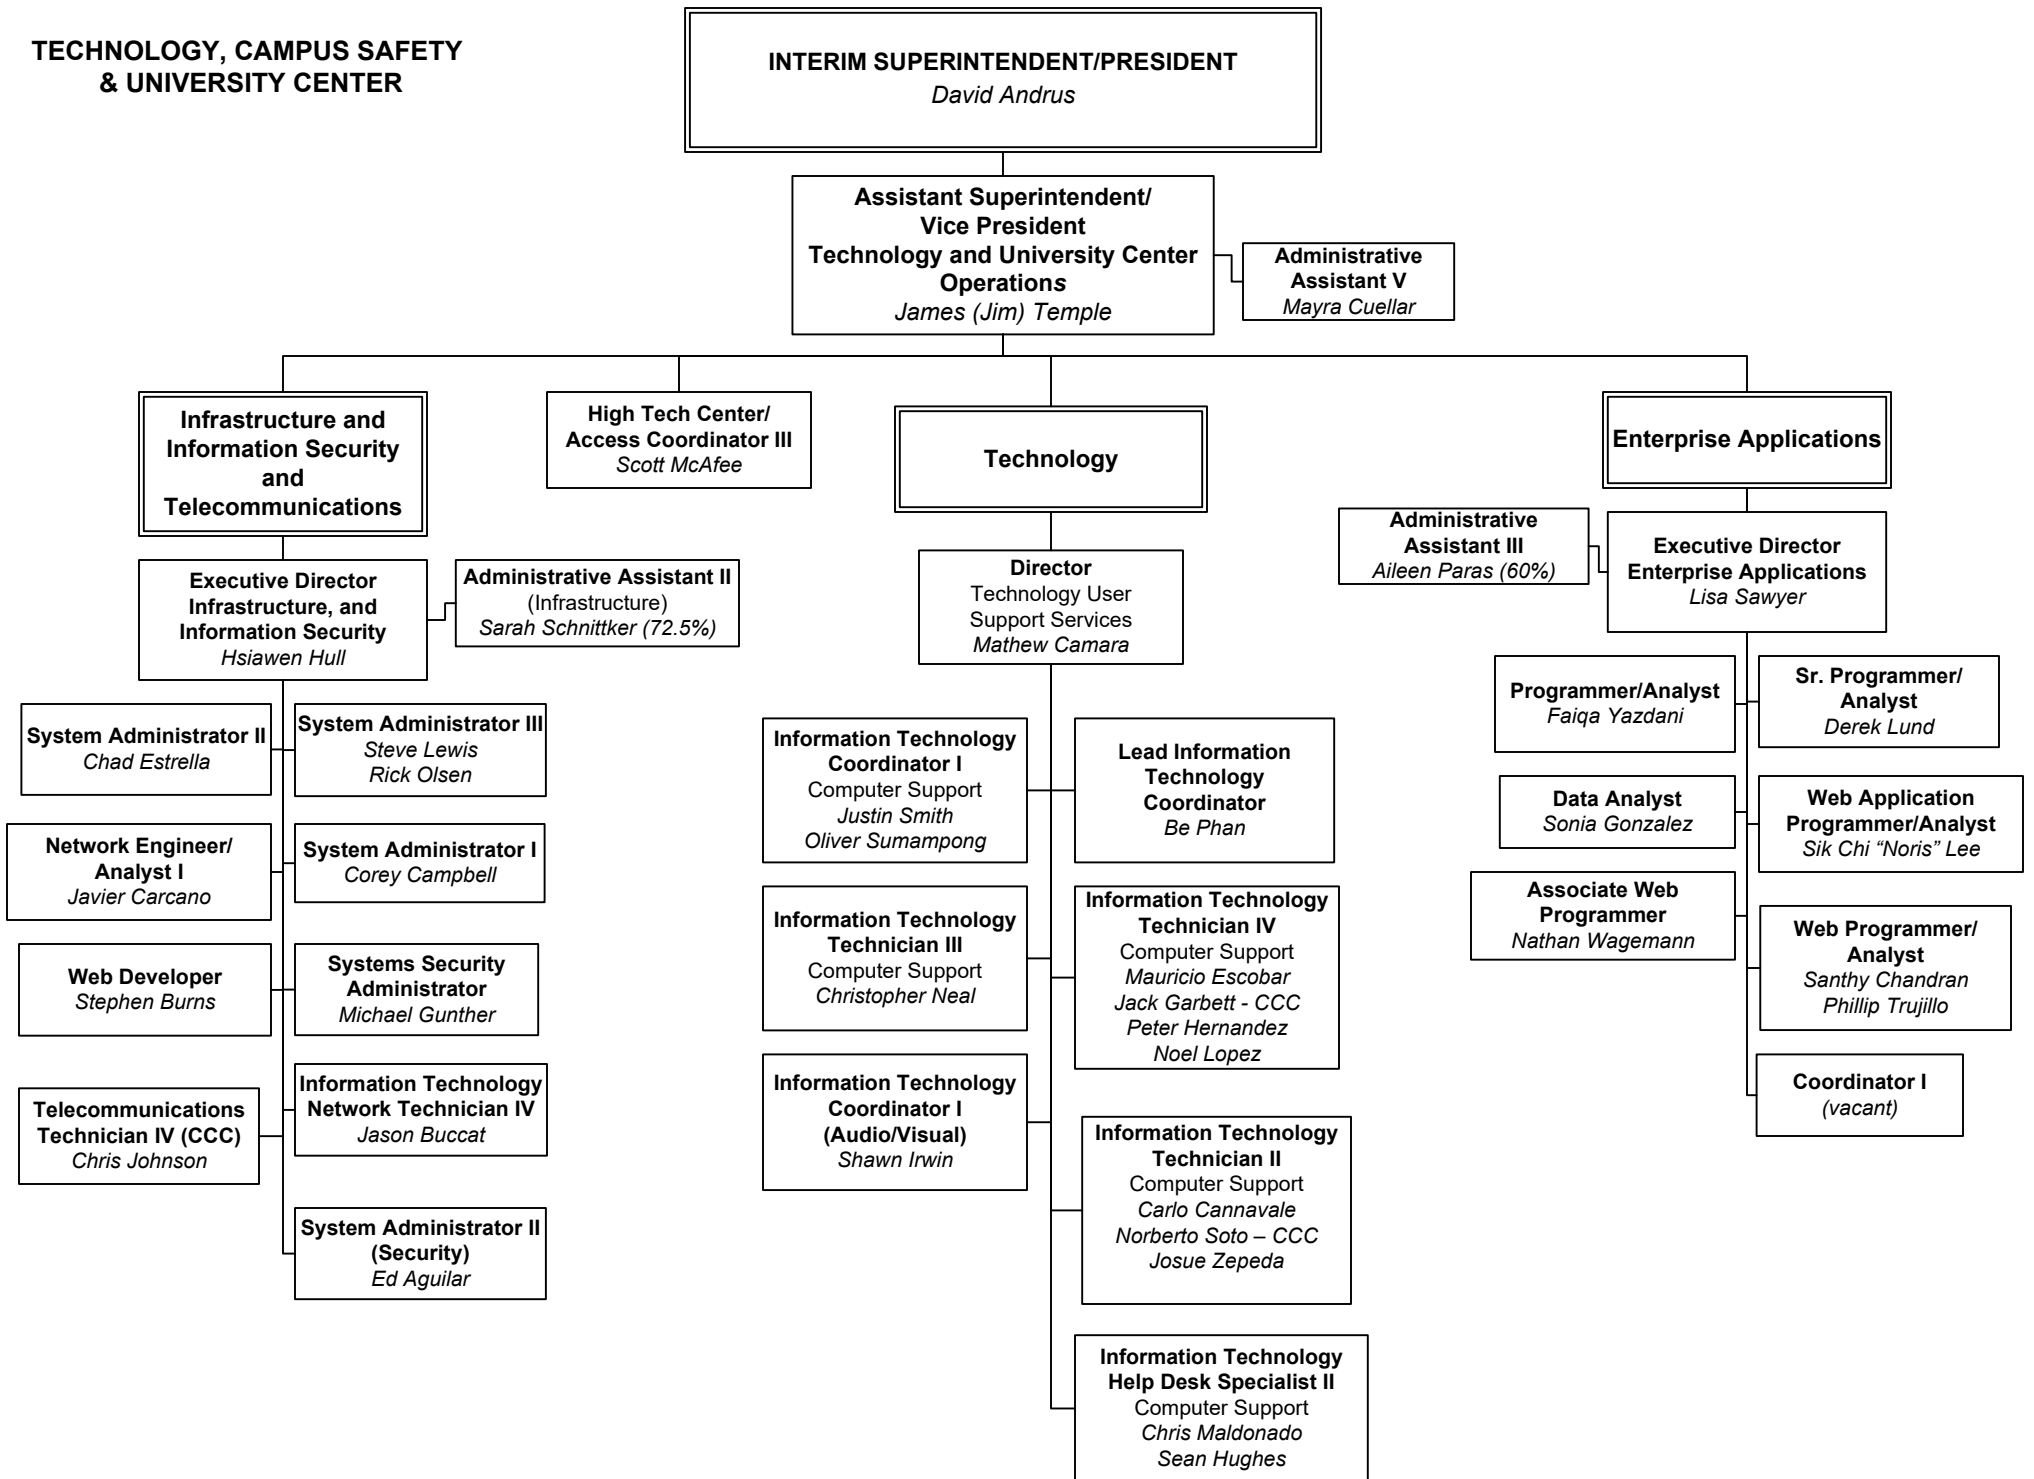 TECHNOLOGY, CAMPUS SAFETY
& UNIVERSITY CENTER
INTERIM SUPERINTENDENT/PRESIDENT
David Andrus
Assistant Superintendent/
Vice President
Technology and University Center
Operations
James (Jim) Temple
Administrative
Assistant V
Mayra Cuellar
Infrastructure and
Information Security
and
Telecommunications
High Tech Center/
Access Coordinator III
Scott McAfee
Technology
Enterprise Applications
Executive Director
Infrastructure, and
Information Security
Hsiawen Hull
Administrative Assistant II
(Infrastructure)
Sarah Schnittker (72.5%)
System Administrator II
Chad Estrella
System Administrator III
Steve Lewis
Rick Olsen
Network Engineer/
Analyst I
Javier Carcano
System Administrator I
Corey Campbell
Web Developer
Stephen Burns
Systems Security
Administrator
Michael Gunther
Telecommunications
Technician IV (CCC)
Chris Johnson
Information Technology
Network Technician IV
Jason Buccat
System Administrator II
(Security)
Ed Aguilar
Director
Technology User
Support Services
Mathew Camara
Information Technology
Coordinator I
Computer Support
Justin Smith
Oliver Sumampong
Lead Information
Technology
Coordinator
Be Phan
Information Technology
Technician III
Computer Support
Christopher Neal
Information Technology
Technician IV
Computer Support
Mauricio Escobar
Jack Garbett - CCC
Peter Hernandez
Noel Lopez
Information Technology
Coordinator I
(Audio/Visual)
Shawn Irwin
Information Technology
Technician II
Computer Support
Carlo Cannavale
Norberto Soto – CCC
Josue Zepeda
Information Technology
Help Desk Specialist II
Computer Support
Chris Maldonado
Sean Hughes
Administrative
Assistant III
Aileen Paras (60%)
Executive Director
Enterprise Applications
Lisa Sawyer
Programmer/Analyst
Faiqa Yazdani
Sr. Programmer/
Analyst
Derek Lund
Data Analyst
Sonia Gonzalez
Web Application
Programmer/Analyst
Sik Chi “Noris” Lee
Associate Web
Programmer
Nathan Wagemann
Web Programmer/
Analyst
Santhy Chandran
Phillip Trujillo
Coordinator I
(vacant)